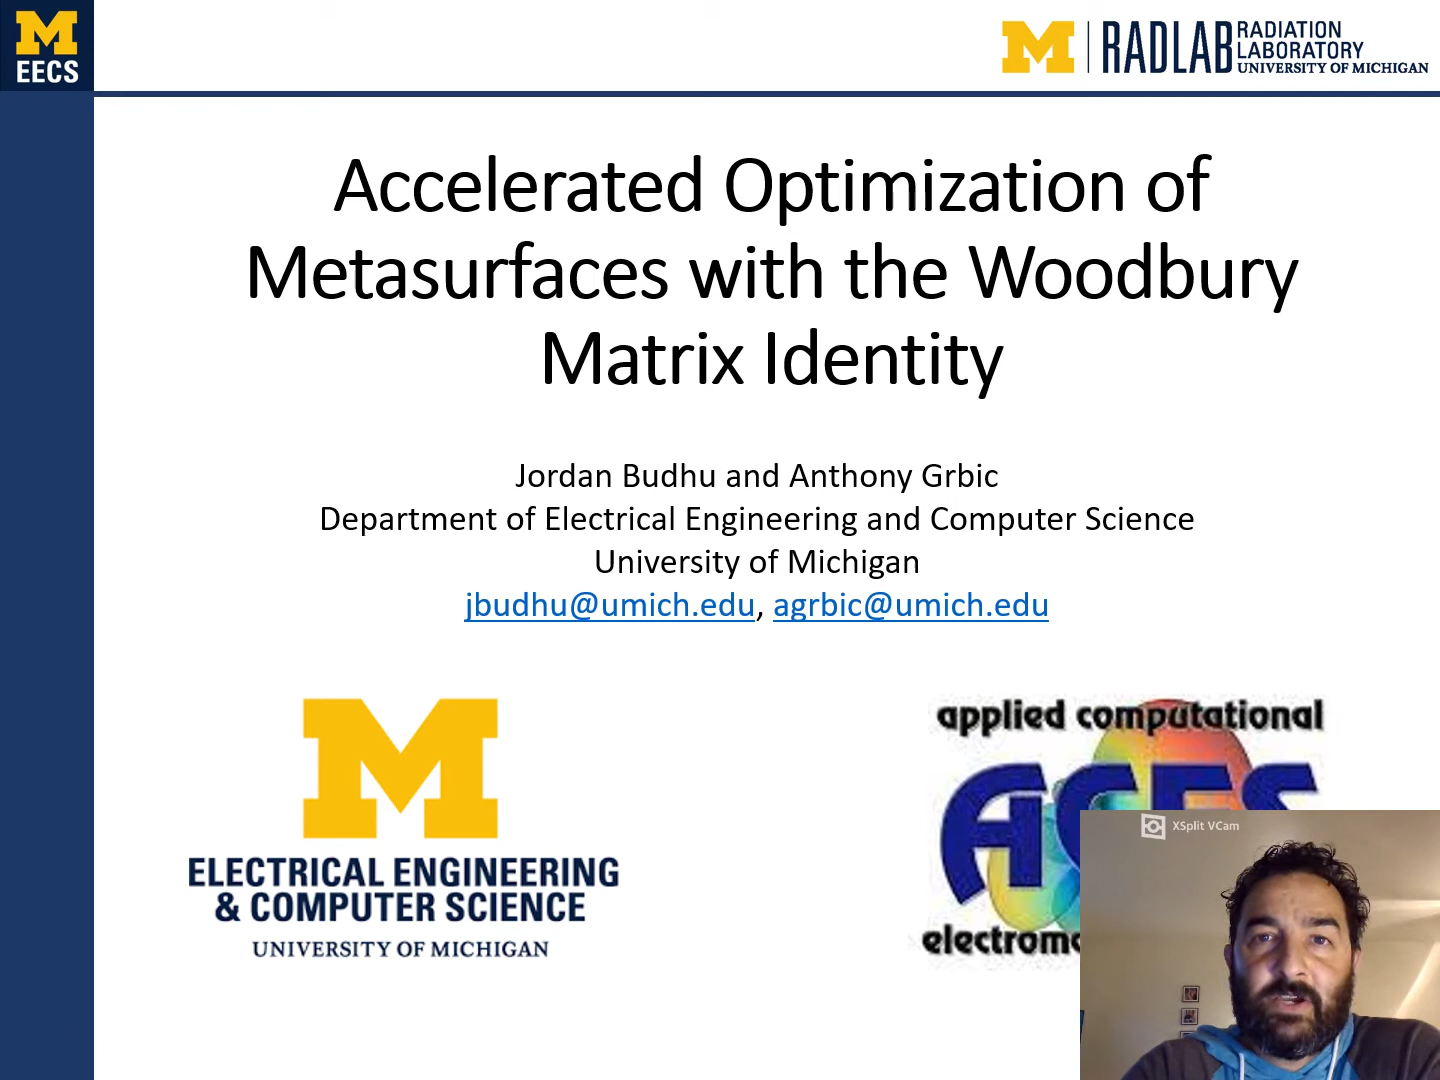 EECS
RADLAB
RADIATION
LABORATORY
UNIVERSITY OF MICHIGAN
Accelerated Optimization of
Metasurfaces with the Woodbury
Matrix Identity
Jordan Budhu and Anthony Grbic
Department of Electrical Engineering and Computer Science
University of Michigan
jbudhu@umich.edu, agrbic@umich.edu
ELECTRICAL ENGINEERING
& COMPUTER SCIENCE
UNIVERSITY OF MICHIGAN
applied computational
ACES
XSplit VCam